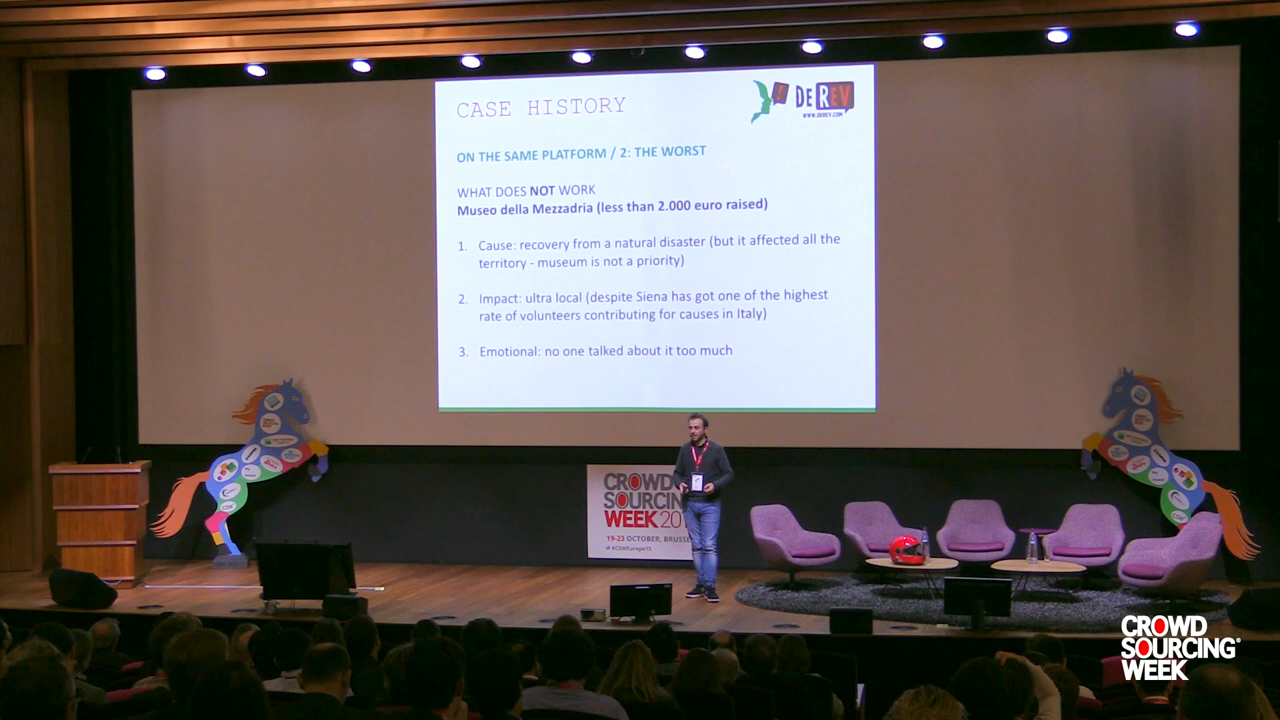 CASE HISTORY
DEREV
WWW.DEREV.COM
ON THE SAME PLATFORM / 2: THE WORST
WHAT DOES NOT WORK
Museo della Mezzadria (less than 2.000 euro raised)
1. Cause: recovery from a natural disaster (but it affected all the
territory - museum is not a priority)
2. Impact: ultra local (despite Siena has got one of the highest
rate of volunteers contributing for causes in Italy)
3. Emotional: no one talked about it too much
CROWD
SOURCING
WEEK 20
19-23 OCTOBER, BRUSSE
#CSWEurope15
CROWD
SOURCING®
WEEK